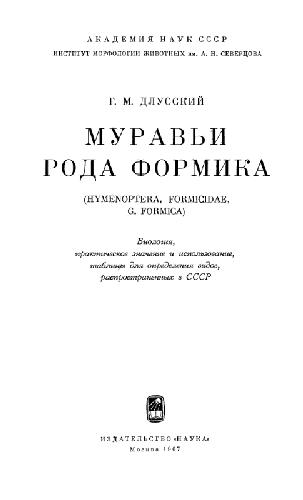 АКАДЕМИЯ НАУК СССР
ИНСТИТУТ МОРФОЛОГИИ ЖИВОТНЫХ им. А. Н. СЕВЕРЦОВА
Г. М. ДЛУССКИЙ
МУРАВЬИ
РОДА ФОРМИКА
(HYMENOPTERA, FORMICIDAE,
G. FORMICA)
Биология,
практическое значение и использование,
таблицы для определения видов,
распространенных в СССР
ИЗДАТЕЛЬСТВО «НАУКА»
Москва 1967